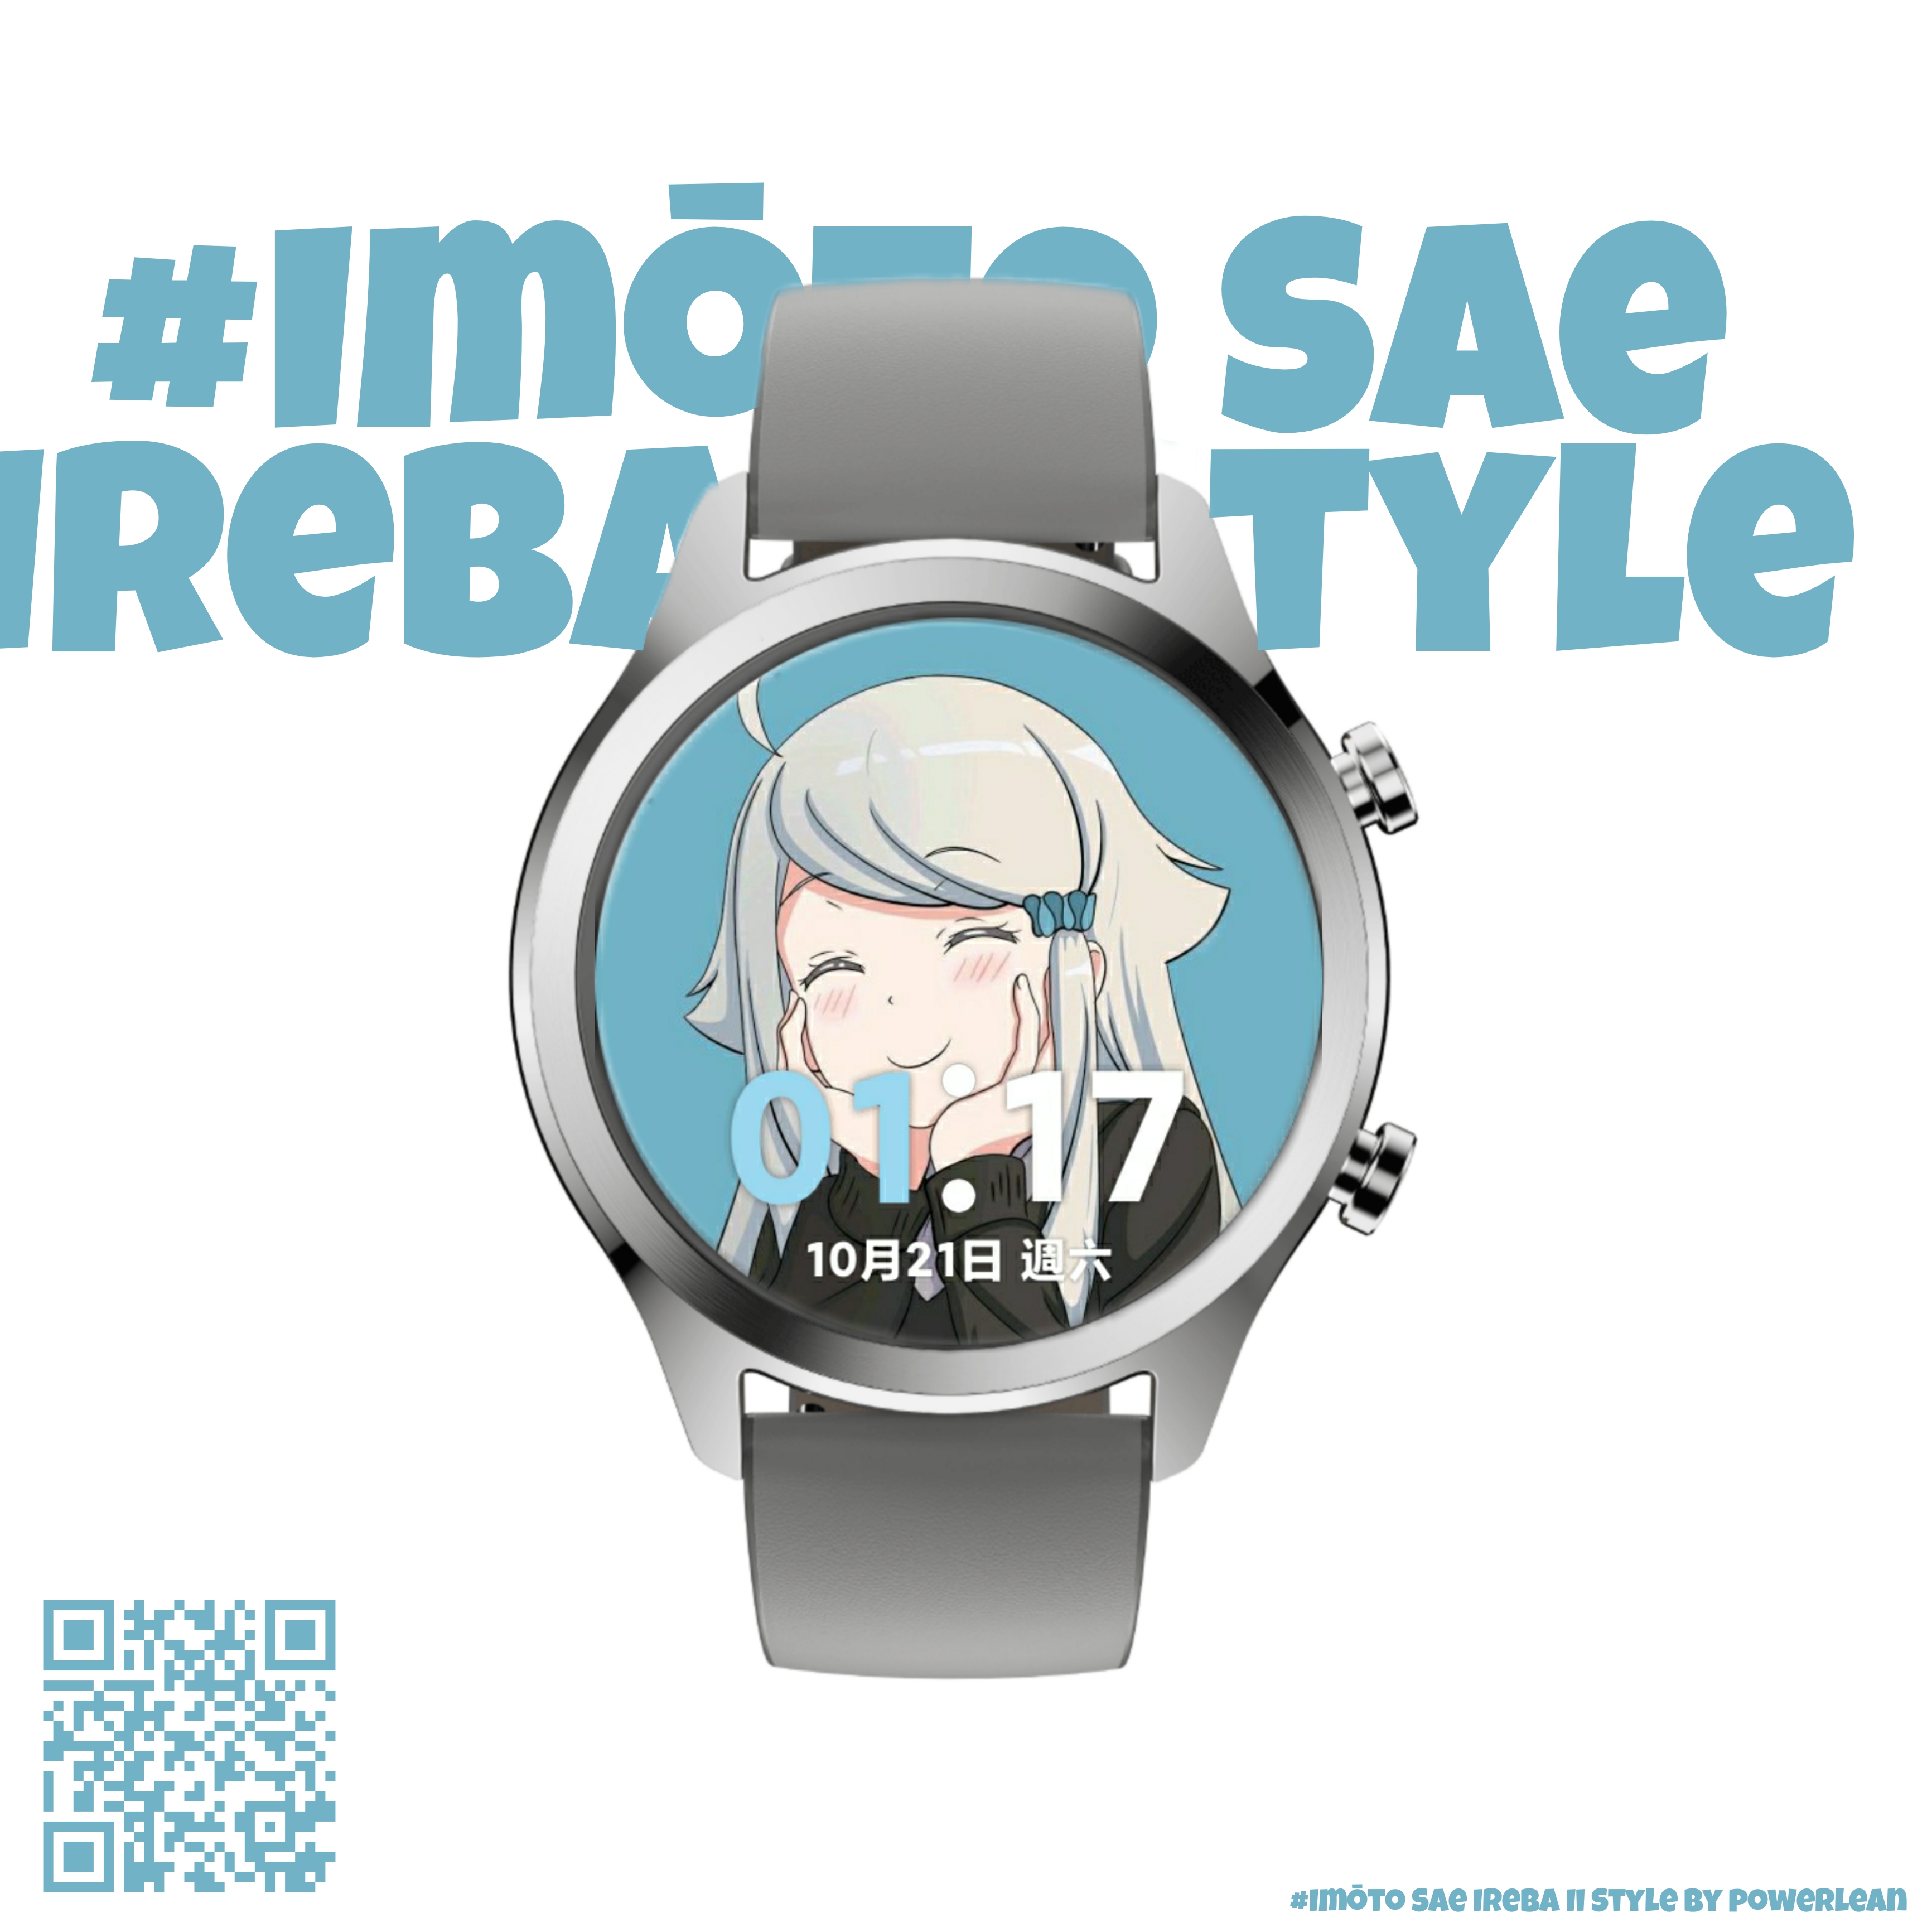 #Imōto Sae
Ireba Style
01:17
10月21日 週六
#Imōto Sae Ireba II Style By Powerlean